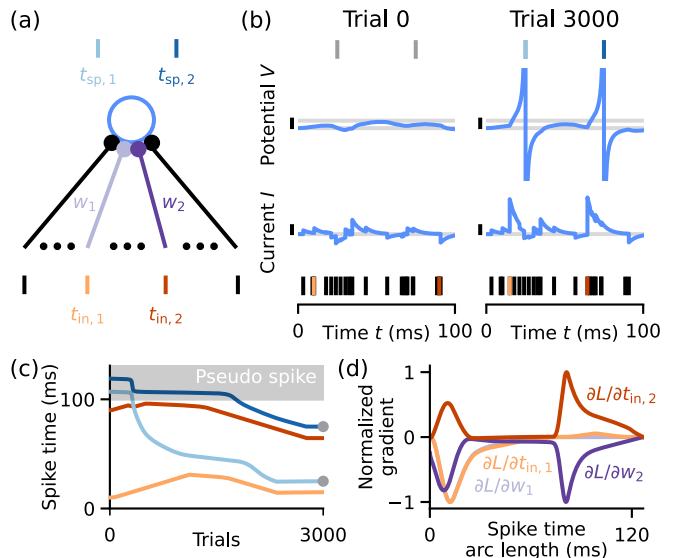 (a)
t_sp, 1
t_sp, 2
w_1
w_2
t_in, 1
t_in, 2
(b)
Trial 0
Trial 3000
Potential V
Current I
0
100
0
100
Time t (ms)
Time t (ms)
(c)
Pseudo spike
Spike time (ms)
100
0
0
3000
Trials
(d)
Normalized
gradient
1
0
−1
∂L/∂t_in, 2
∂L/∂t_in, 1
∂L/∂w_1
∂L/∂w_2
0
120
Spike time
arc length (ms)